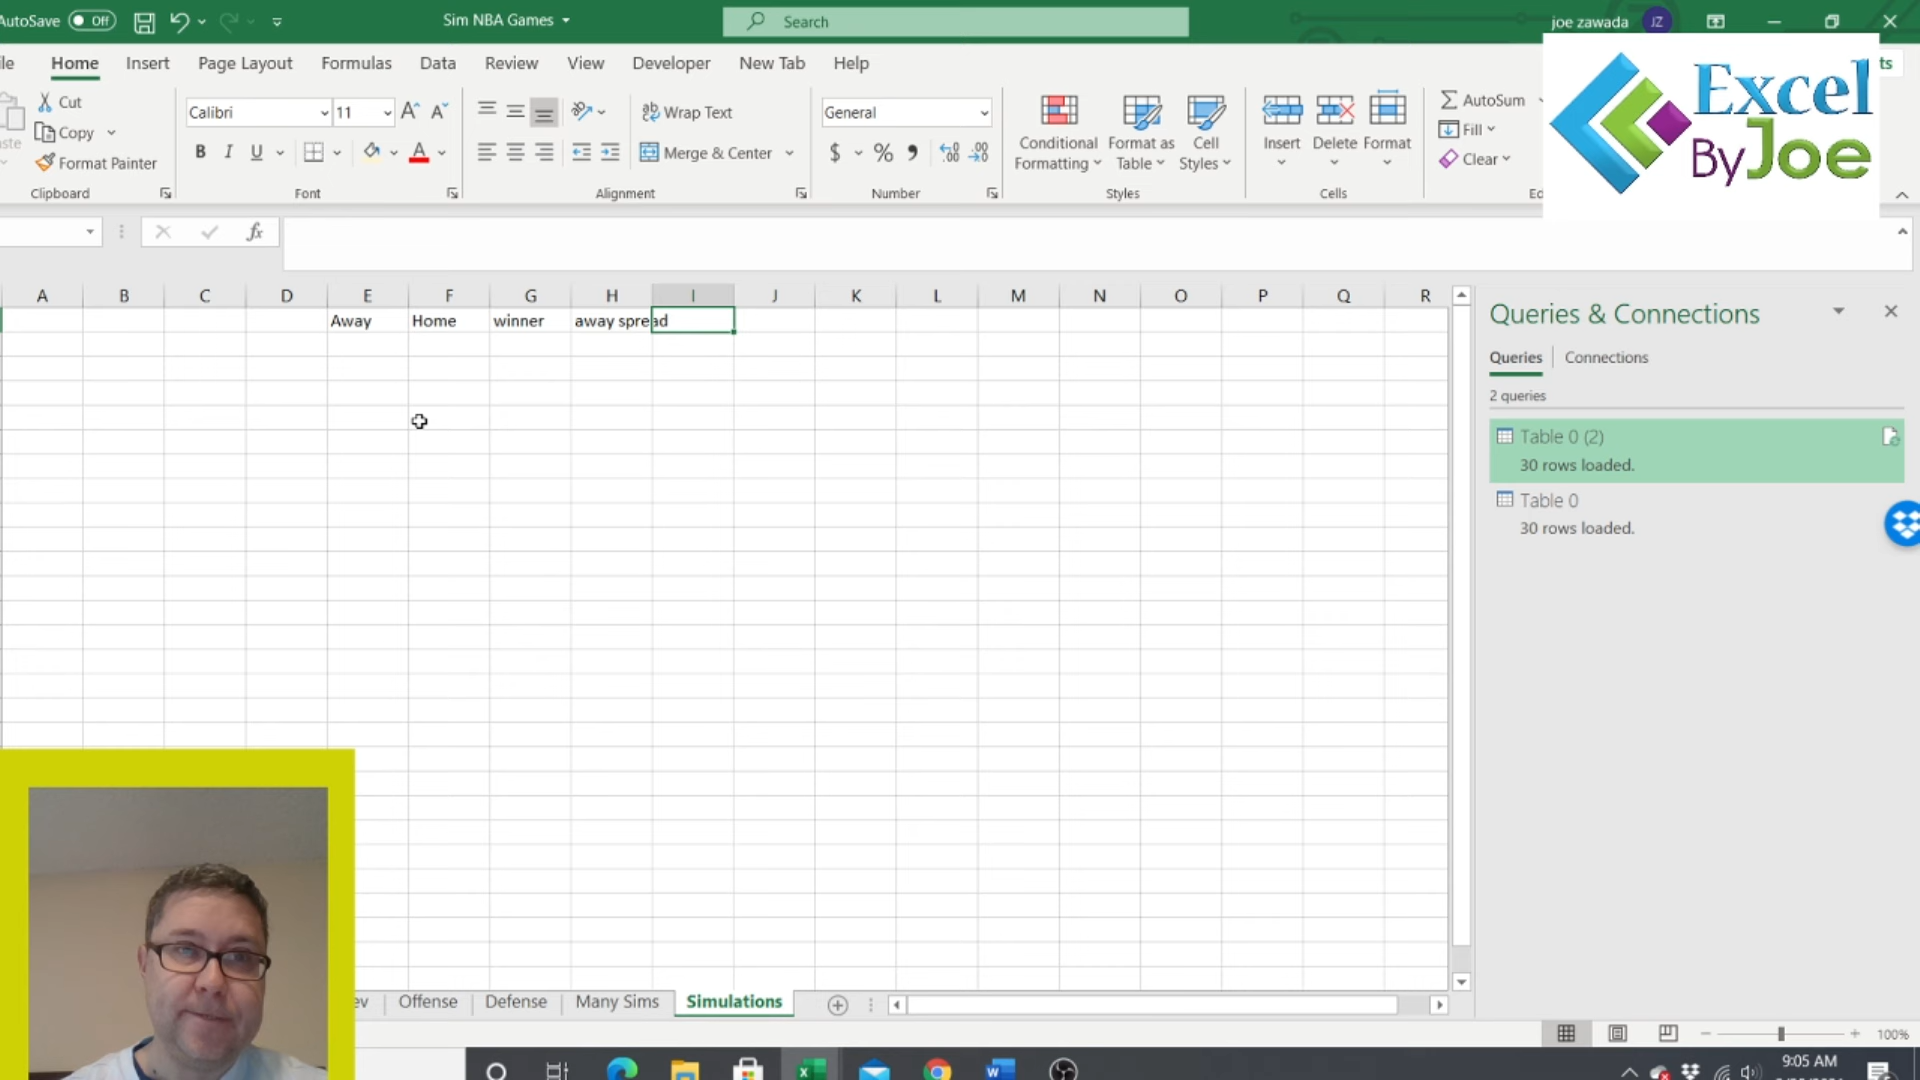 AutoSave Off
Sim NBA Games
Search
joe zawada JZ
Home Insert Page Layout Formulas Data Review View Developer New Tab Help
Cut
Copy
Format Painter
Clipboard
Calibri 11
B I U A
Font
Wrap Text
Merge & Center
Alignment
General
$ %
Number
Conditional Formatting
Format as Table
Cell Styles
Styles
Insert Delete Format
Cells
AutoSum
Fill
Clear
Excel
ByJoe
fx
A B C D E F G H I J K L M N O P Q R
Away Home winner away spread
Queries & Connections
Queries Connections
2 queries
Table 0 (2)
30 rows loaded.
Table 0
30 rows loaded.
Offense Defense Many Sims Simulations
100%
9:05 AM